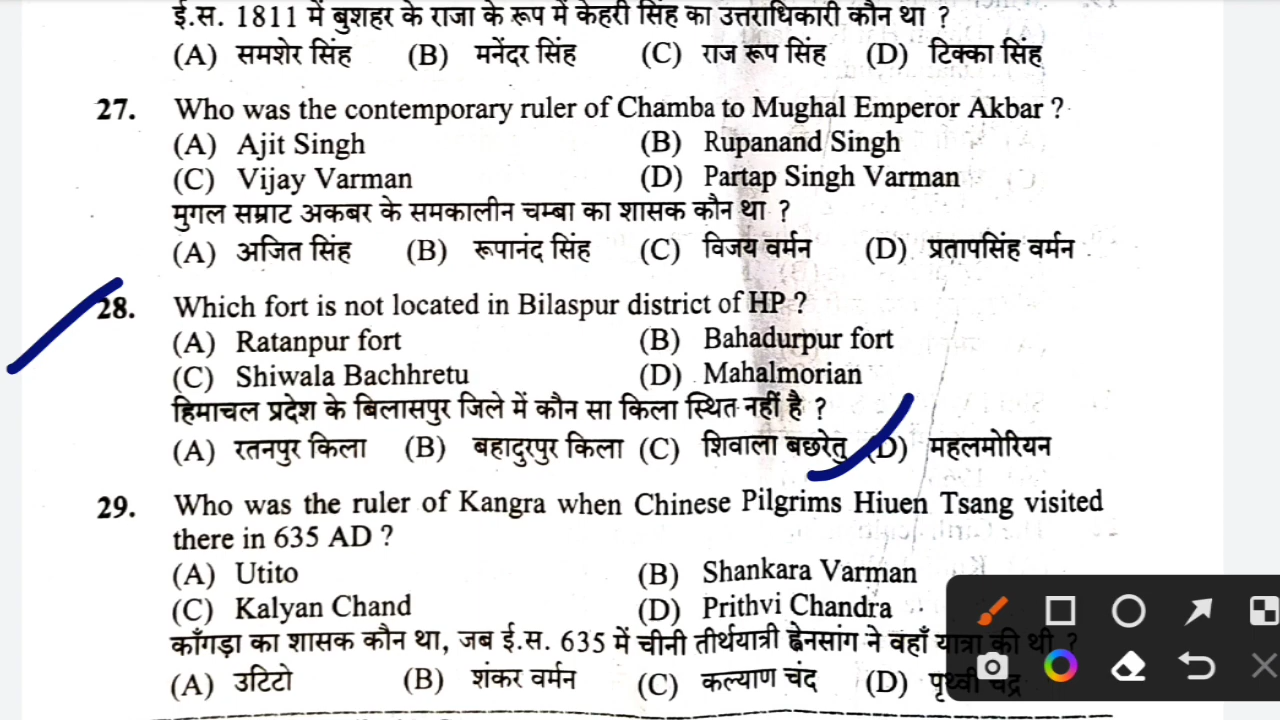 ई.स. 1811 में बुशहर के राजा के रूप में केहरी सिंह का उत्तराधिकारी कौन था ?
(A) समशेर सिंह (B) मनेंदर सिंह (C) राज रूप सिंह (D) टिक्का सिंह
27. Who was the contemporary ruler of Chamba to Mughal Emperor Akbar ?
(A) Ajit Singh (B) Rupanand Singh
(C) Vijay Varman (D) Partap Singh Varman
मुगल सम्राट अकबर के समकालीन चम्बा का शासक कौन था ?
(A) अजित सिंह (B) रूपानंद सिंह (C) विजय वर्मन (D) प्रतापसिंह वर्मन
28. Which fort is not located in Bilaspur district of HP ?
(A) Ratanpur fort (B) Bahadurpur fort
(C) Shiwala Bachhretu (D) Mahalmorian
हिमाचल प्रदेश के बिलासपुर जिले में कौन सा किला स्थित नहीं है ?
(A) रतनपुर किला (B) बहादुरपुर किला (C) शिवाला बछरेतु (D) महलमोरियन
29. Who was the ruler of Kangra when Chinese Pilgrims Hiuen Tsang visited
there in 635 AD ?
(A) Utito (B) Shankara Varman
(C) Kalyan Chand (D) Prithvi Chandra
काँगड़ा का शासक कौन था, जब ई.स. 635 में चीनी तीर्थयात्री ह्वेनसांग ने वहाँ यात्रा की थी ?
(A) उटिटो (B) शंकर वर्मन (C) कल्याण चंद (D) पृथ्वी चंद्र